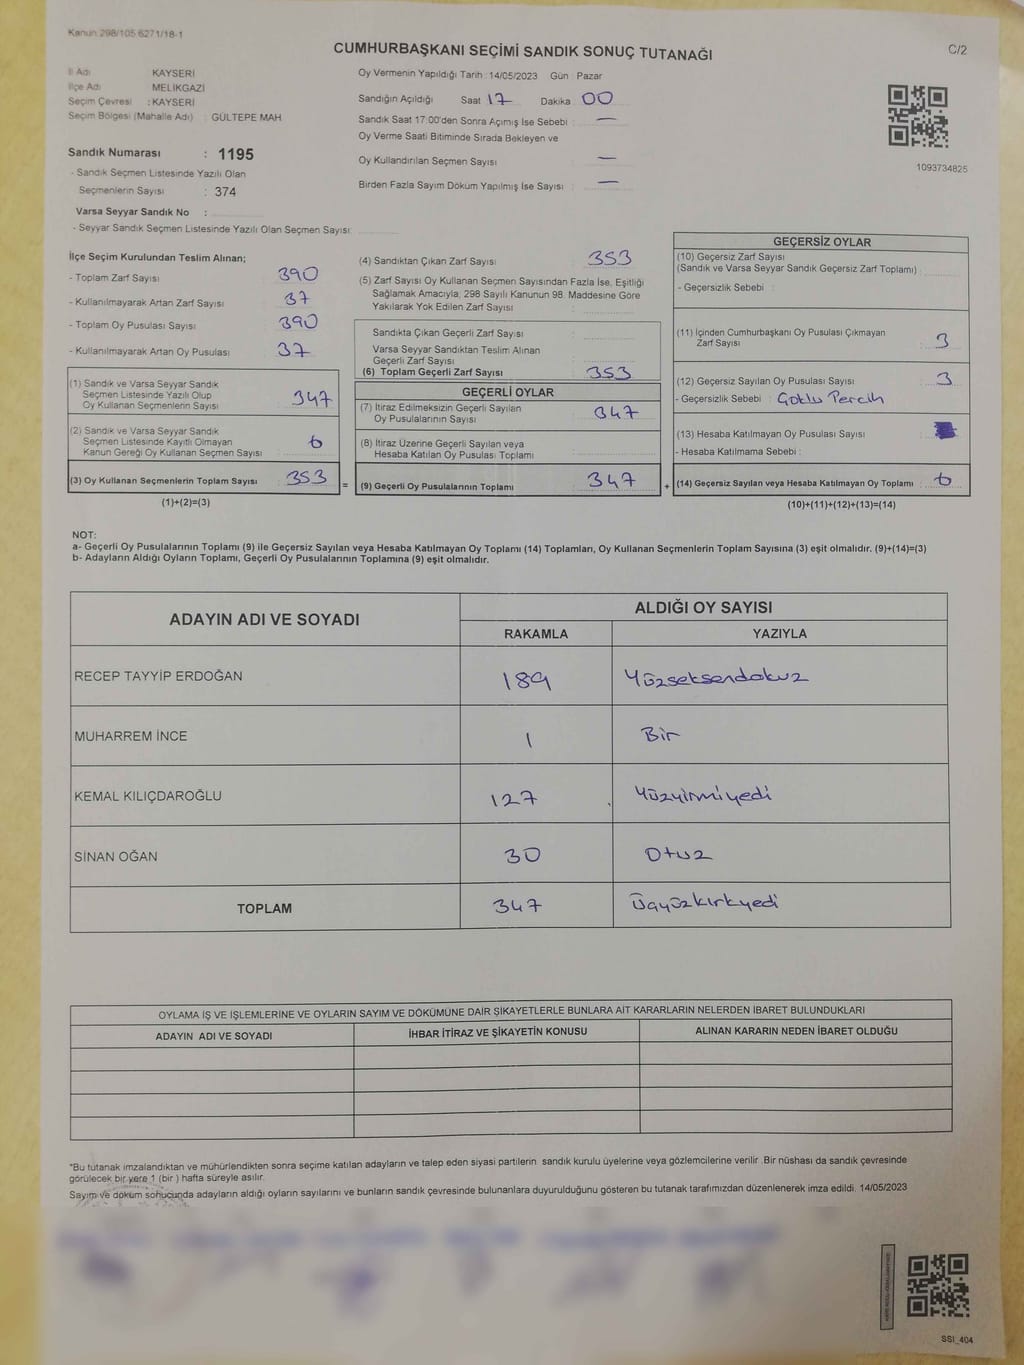 Kanun 298/105 6271/18-1
CUMHURBAŞKANI SEÇİMİ SANDIK SONUÇ TUTANAĞI
C/2
İl Adı KAYSERİ
İlçe Adı MELİKGAZİ
Seçim Çevresi : KAYSERİ
Seçim Bölgesi (Mahalle Adı) : GÜLTEPE MAH.
Sandık Numarası : 1195
- Sandık Seçmen Listesinde Yazılı Olan
Seçmenlerin Sayısı : 374
Varsa Seyyar Sandık No :
- Seyyar Sandık Seçmen Listesinde Yazılı Olan Seçmen Sayısı:
Oy Vermenin Yapıldığı Tarih : 14/05/2023 Gün : Pazar
Sandığın Açıldığı Saat 17 Dakika 00
Sandık Saat 17:00'den Sonra Açımış İse Sebebi : —
Oy Verme Saati Bitiminde Sırada Bekleyen ve
Oy Kullandırılan Seçmen Sayısı —
Birden Fazla Sayım Döküm Yapılmış İse Sayısı : —
1093734825
İlçe Seçim Kurulundan Teslim Alınan;
- Toplam Zarf Sayısı : 390
- Kullanılmayarak Artan Zarf Sayısı : 37
- Toplam Oy Pusulası Sayısı : 390
- Kullanılmayarak Artan Oy Pusulası : 37
(1) Sandık ve Varsa Seyyar Sandık
Seçmen Listesinde Yazılı Olup
Oy Kullanan Seçmenlerin Sayısı 347
(2) Sandık ve Varsa Seyyar Sandık
Seçmen Listesinde Kayıtlı Olmayan
Kanun Gereği Oy Kullanan Seçmen Sayısı 6
(3) Oy Kullanan Seçmenlerin Toplam Sayısı 353
(1)+(2)=(3)
=
(4) Sandıktan Çıkan Zarf Sayısı 353
(5) Zarf Sayısı Oy Kullanan Seçmen Sayısından Fazla İse, Eşitliği
Sağlamak Amacıyla, 298 Sayılı Kanunun 98. Maddesine Göre
Yakılarak Yok Edilen Zarf Sayısı :
Sandıkta Çıkan Geçerli Zarf Sayısı :
Varsa Seyyar Sandıktan Teslim Alınan
Geçerli Zarf Sayısı
(6) Toplam Geçerli Zarf Sayısı 353
GEÇERLİ OYLAR
(7) İtiraz Edilmeksizin Geçerli Sayılan
Oy Pusulalarının Sayısı 347
(8) İtiraz Üzerine Geçerli Sayılan veya
Hesaba Katılan Oy Pusulası Toplamı
(9) Geçerli Oy Pusulalarının Toplamı 347
+
GEÇERSİZ OYLAR
(10) Geçersiz Zarf Sayısı
(Sandık ve Varsa Seyyar Sandık Geçersiz Zarf Toplamı)
- Geçersizlik Sebebi :
(11) İçinden Cumhurbaşkanı Oy Pusulası Çıkmayan
Zarf Sayısı 3
(12) Geçersiz Sayılan Oy Pusulası Sayısı 3
- Geçersizlik Sebebi :
(13) Hesaba Katılmayan Oy Pusulası Sayısı
- Hesaba Katılmama Sebebi :
(14) Geçersiz Sayılan veya Hesaba Katılmayan Oy Toplamı 6
(10)+(11)+(12)+(13)=(14)
NOT:
a- Geçerli Oy Pusulalarının Toplamı (9) ile Geçersiz Sayılan veya Hesaba Katılmayan Oy Toplamı (14) Toplamları, Oy Kullanan Seçmenlerin Toplam Sayısına (3) eşit olmalıdır. (9)+(14)=(3)
b- Adayların Aldığı Oyların Toplamı, Geçerli Oy Pusulalarının Toplamına (9) eşit olmalıdır.
ADAYIN ADI VE SOYADI
ALDIĞI OY SAYISI
RAKAMLA YAZIYLA
RECEP TAYYİP ERDOĞAN 189 Yüzseksendokuz
MUHARREM İNCE 1 Bir
KEMAL KILIÇDAROĞLU 127 Yüzyirmiyedi
SİNAN OĞAN 30 Otuz
TOPLAM 347 Üçyüzkırkyedi
OYLAMA İŞ VE İŞLEMLERİNE VE OYLARIN SAYIM VE DÖKÜMÜNE DAİR ŞİKAYETLERLE BUNLARA AİT KARARLARIN NELERDEN İBARET BULUNDUKLARI
ADAYIN ADI VE SOYADI İHBAR İTİRAZ VE ŞİKAYETİN KONUSU ALINAN KARARIN NEDEN İBARET OLDUĞU
*Bu tutanak imzalandıktan ve mühürlendikten sonra seçime katılan adayların ve talep eden siyasi partilerin sandık kurulu üyelerine veya gözlemcilerine verilir .Bir nüshası da sandık çevresinde
görülecek bir yere 1 (bir ) hafta süreyle asılır.
Sayım ve döküm sonucunda adayların aldığı oyların sayılarını ve bunların sandık çevresinde bulunanlara duyurulduğunu gösteren bu tutanak tarafımızdan düzenlenerek imza edildi. 14/05/2023
SSI_404